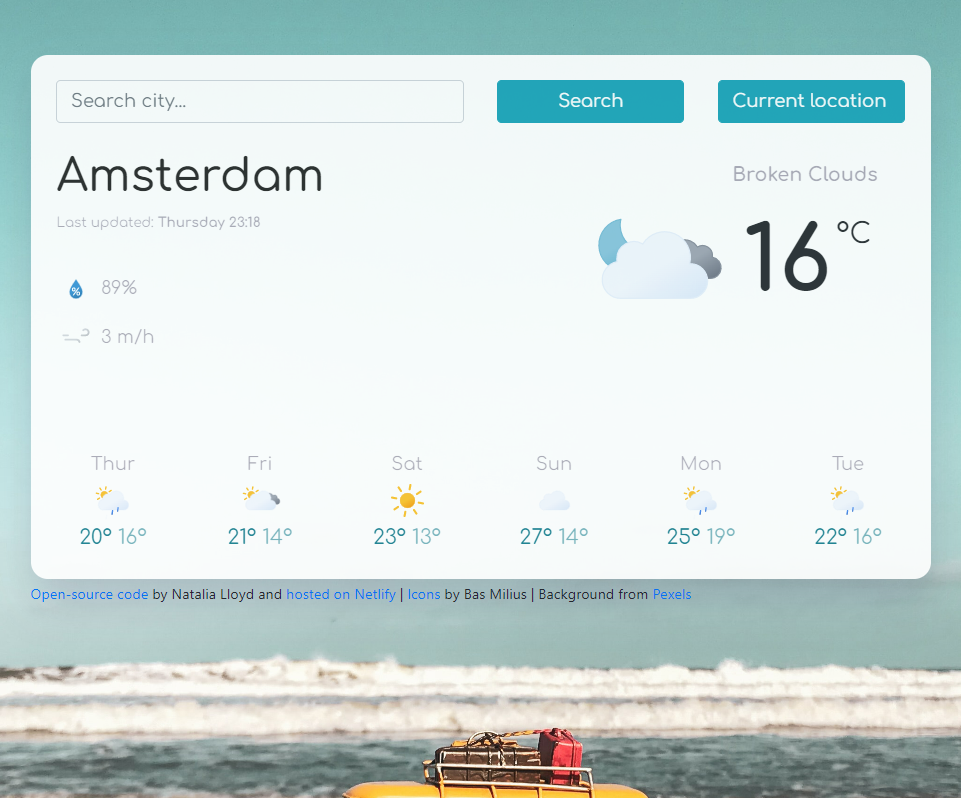 Search city...
Search
Current location
Amsterdam
Broken Clouds
Last updated: Thursday 23:18
16 °C
89%
3 m/h
Thur Fri Sat Sun Mon Tue
20° 16° 21° 14° 23° 13° 27° 14° 25° 19° 22° 16°
Open-source code by Natalia Lloyd and hosted on Netlify | Icons by Bas Milius | Background from Pexels